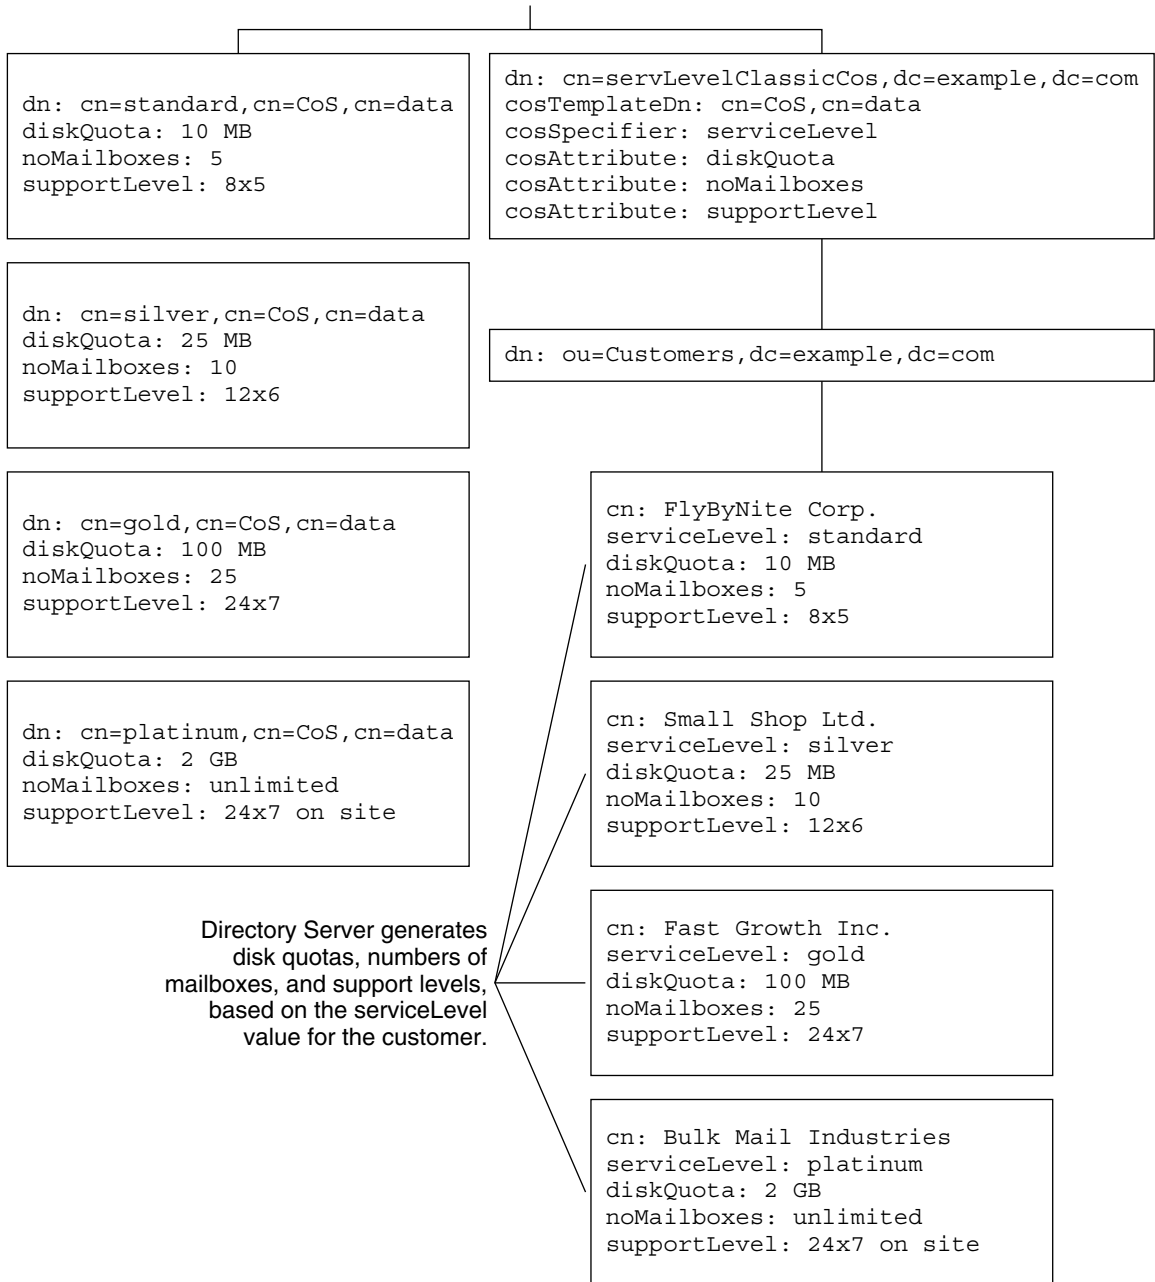 dn: cn=standard,cn=CoS,cn=data
diskQuota: 10 MB
noMailboxes: 5
supportLevel: 8x5
dn: cn=servLevelClassicCos,dc=example,dc=com
cosTemplateDn: cn=CoS,cn=data
cosSpecifier: serviceLevel
cosAttribute: diskQuota
cosAttribute: noMailboxes
cosAttribute: supportLevel
dn: cn=silver,cn=CoS,cn=data
diskQuota: 25 MB
noMailboxes: 10
supportLevel: 12x6
dn: ou=Customers,dc=example,dc=com
dn: cn=gold,cn=CoS,cn=data
diskQuota: 100 MB
noMailboxes: 25
supportLevel: 24x7
cn: FlyByNite Corp.
serviceLevel: standard
diskQuota: 10 MB
noMailboxes: 5
supportLevel: 8x5
dn: cn=platinum,cn=CoS,cn=data
diskQuota: 2 GB
noMailboxes: unlimited
supportLevel: 24x7 on site
cn: Small Shop Ltd.
serviceLevel: silver
diskQuota: 25 MB
noMailboxes: 10
supportLevel: 12x6
Directory Server generates
disk quotas, numbers of
mailboxes, and support levels,
based on the serviceLevel
value for the customer.
cn: Fast Growth Inc.
serviceLevel: gold
diskQuota: 100 MB
noMailboxes: 25
supportLevel: 24x7
cn: Bulk Mail Industries
serviceLevel: platinum
diskQuota: 2 GB
noMailboxes: unlimited
supportLevel: 24x7 on site